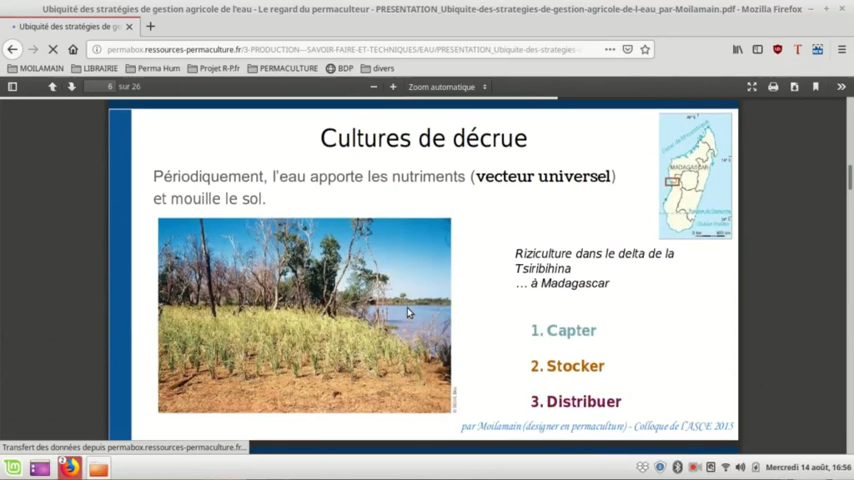 Ubiquité des stratégies de gestion agricole de l'eau - Le regard du permaculteur - PRESENTATION_Ubiquite-des-strategies-de-gestion-agricole-de-l-eau_par-Moilamain.pdf - Mozilla Firefox
Ubiquité des stratégies de g
permabox.ressources-permaculture.fr/3-PRODUCTION---SAVOIR-FAIRE-ET-TECHNIQUES/EAU/PRESENTATION_Ubiquite-des-strategies-
MOILAMAIN LIBRAIRIE Perma Hum Projet R-P.fr PERMACULTURE BDP divers
6 sur 26 Zoom automatique
Cultures de décrue
Périodiquement, l'eau apporte les nutriments (vecteur universel)
et mouille le sol.
MADAGASCAR
Riziculture dans le delta de la
Tsiribihina
… à Madagascar
1. Capter
2. Stocker
3. Distribuer
par Moilamain (designer en permaculture) - Colloque de l'ASCE 2015
Transfert des données depuis permabox.ressources-permaculture.fr...
2
Mercredi 14 août, 16:56